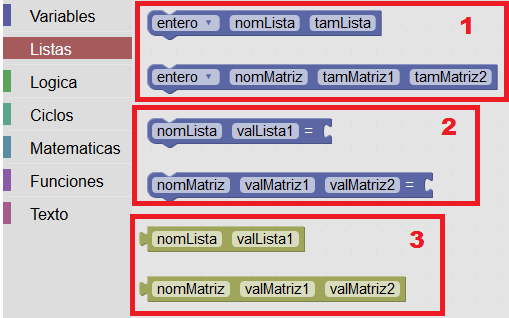 Variables
Listas
Logica
Ciclos
Matematicas
Funciones
Texto
entero nomLista tamLista
1
entero nomMatriz tamMatriz1 tamMatriz2
nomLista valLista1 =
2
nomMatriz valMatriz1 valMatriz2 =
3
nomLista valLista1
nomMatriz valMatriz1 valMatriz2